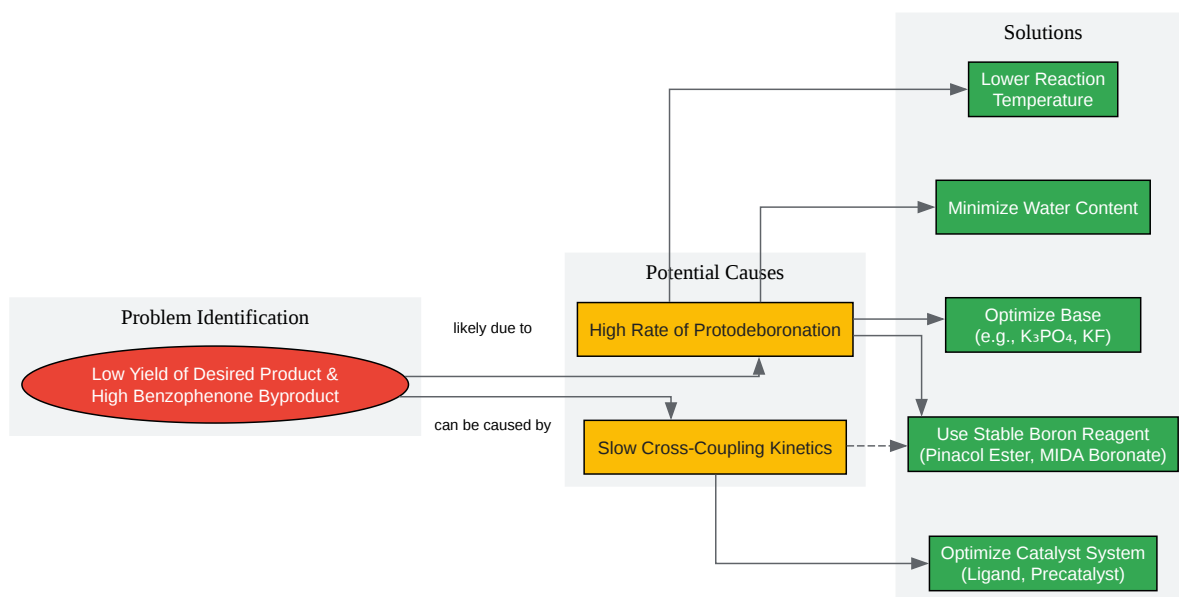 Problem Identification
Low Yield of Desired Product &
High Benzophenone Byproduct
likely due to
can be caused by
Potential Causes
High Rate of Protodeboronation
Slow Cross-Coupling Kinetics
Solutions
Lower Reaction
Temperature
Minimize Water Content
Optimize Base
(e.g., K₃PO₄, KF)
Use Stable Boron Reagent
(Pinacol Ester, MIDA Boronate)
Optimize Catalyst System
(Ligand, Precatalyst)